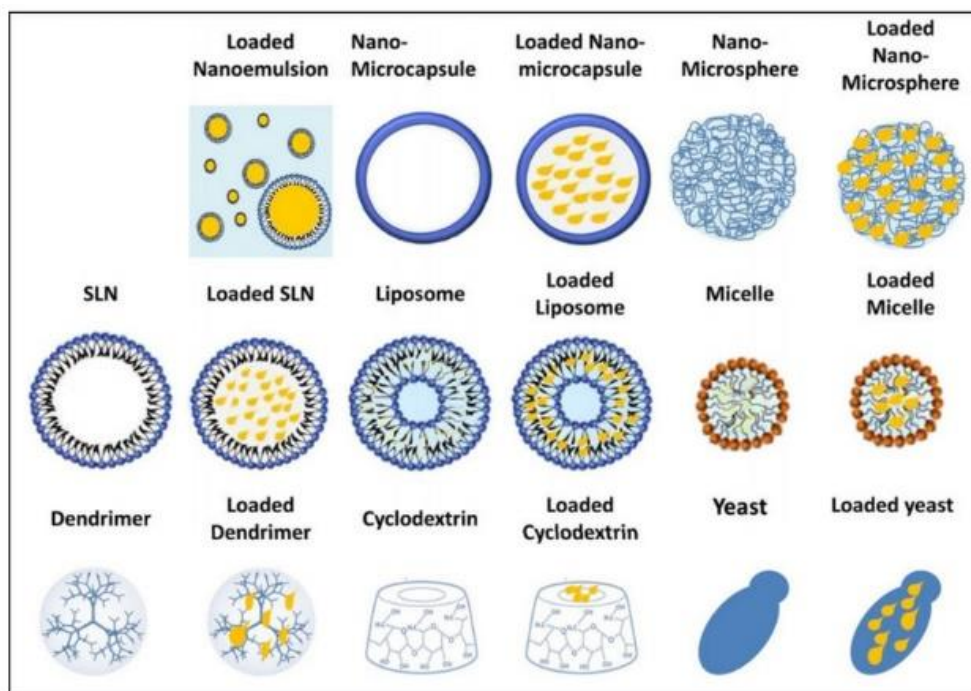 Loaded
Nanoemulsion
Nano-
Microcapsule
Loaded Nano-
microcapsule
Nano-
Microsphere
Loaded
Nano-
Microsphere
SLN
Loaded SLN
Liposome
Loaded
Liposome
Micelle
Loaded
Micelle
Dendrimer
Loaded
Dendrimer
Cyclodextrin
Loaded
Cyclodextrin
Yeast
Loaded yeast